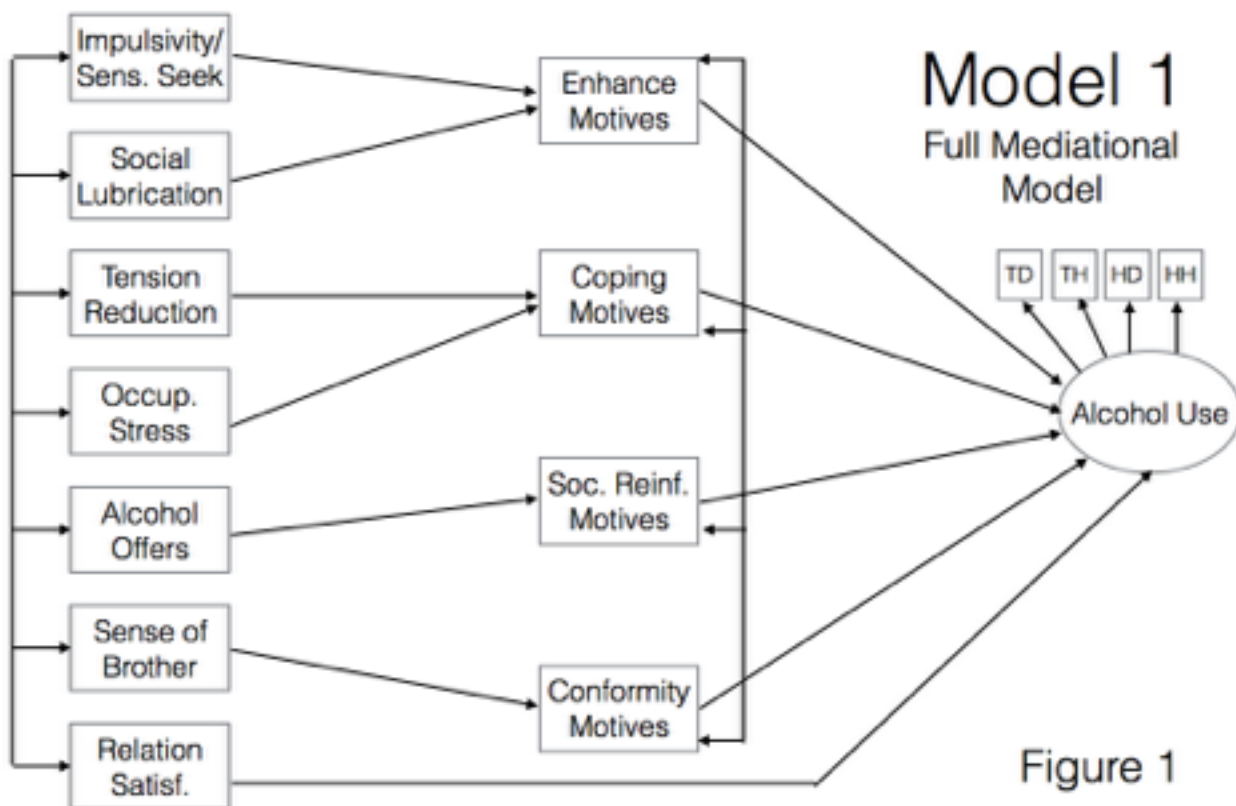 Impulsivity/
Sens. Seek
Social
Lubrication
Tension
Reduction
Occup.
Stress
Alcohol
Offers
Sense of
Brother
Relation
Satisf.
Enhance
Motives
Coping
Motives
Soc. Reinf.
Motives
Conformity
Motives
Model 1
Full Mediational
Model
TD
TH
HD
HH
Alcohol Use
Figure 1